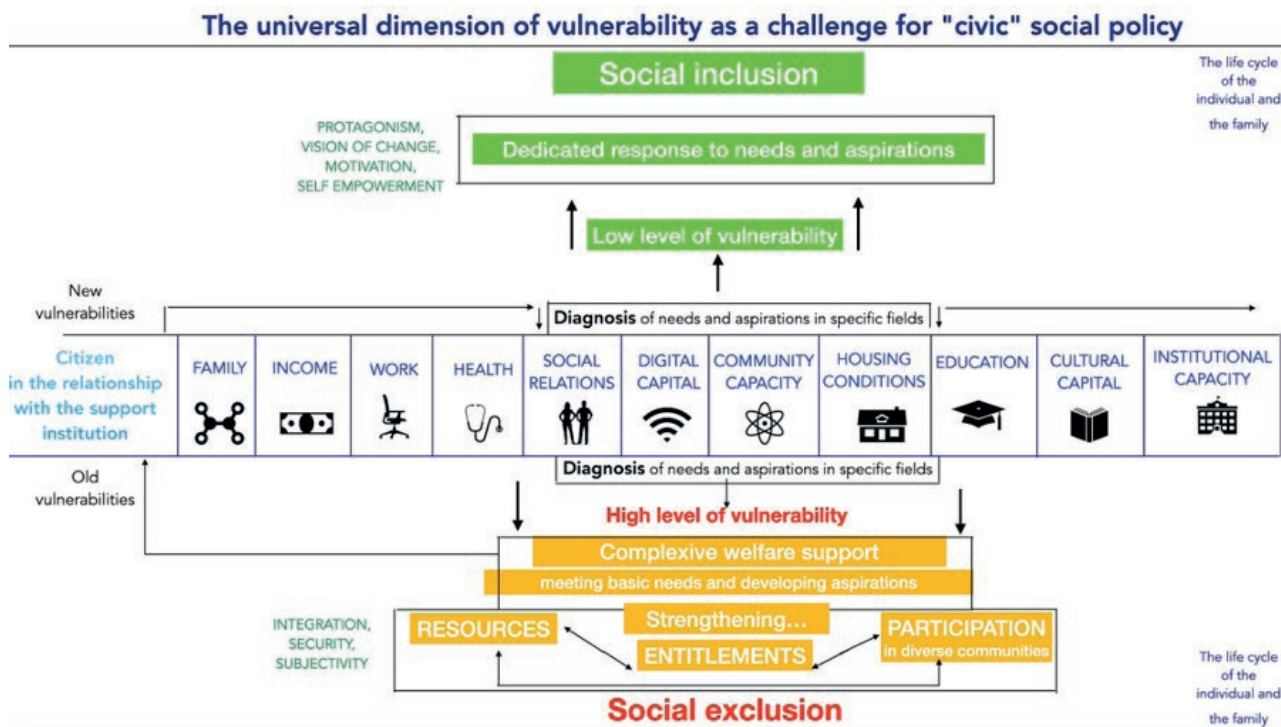 The universal dimension of vulnerability as a challenge for "civic" social policy
Social inclusion
The life cycle
of the
individual and
the family
PROTAGONISM,
VISION OF CHANGE,
MOTIVATION,
SELF EMPOWERMENT
Dedicated response to needs and aspirations
Low level of vulnerability
New
vulnerabilities
Diagnosis of needs and aspirations in specific fields
Citizen
in the relationship
with the support
institution
FAMILY
INCOME
WORK
HEALTH
SOCIAL
RELATIONS
DIGITAL
CAPITAL
COMMUNITY
CAPACITY
HOUSING
CONDITIONS
EDUCATION
CULTURAL
CAPITAL
INSTITUTIONAL
CAPACITY
Old
vulnerabilities
Diagnosis of needs and aspirations in specific fields
High level of vulnerability
Complexive welfare support
meeting basic needs and developing aspirations
INTEGRATION,
SECURITY,
SUBJECTIVITY
RESOURCES
Strengthening...
ENTITLEMENTS
PARTICIPATION
in diverse communities
Social exclusion
The life cycle
of the
individual and
the family